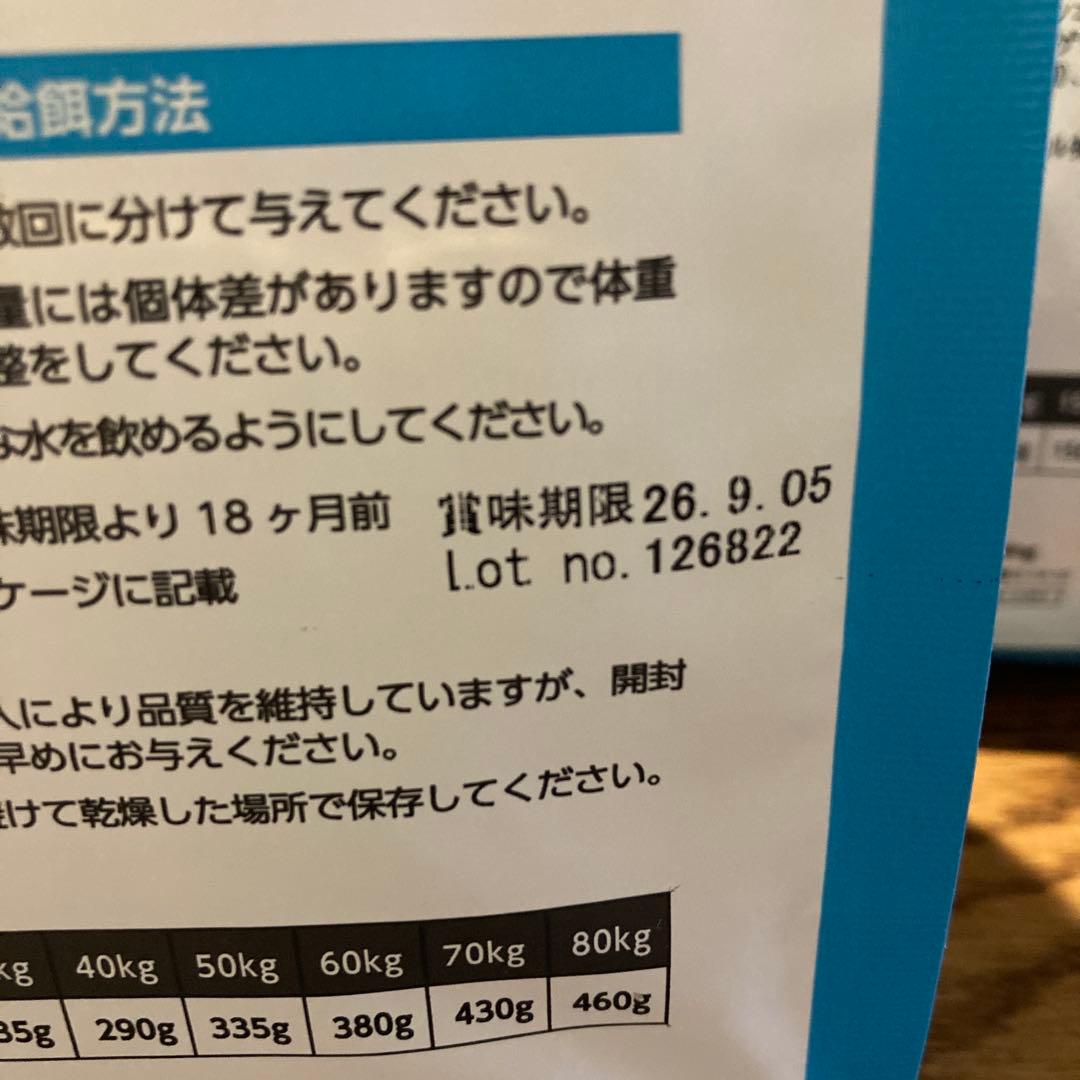 給餌方法
数回に分けて与えてください。
量には個体差がありますので体重
整をしてください。
な水を飲めるようにしてください。
味期限より18ヶ月前
賞味期限26.9.05
ケージに記載
Lot no.126822
人により品質を維持していますが、開封
早めにお与えください。
けて乾燥した場所で保存してください。
kg 40kg 50kg 60kg 70kg 80kg
35g 290g 335g 380g 430g 460g